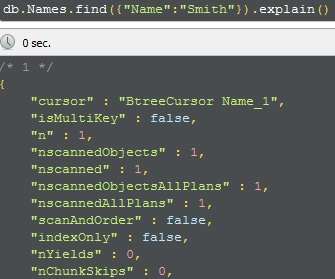 db.Names.find({"Name":"Smith"}).explain()
0 sec.
/* 1 */
{
"cursor" : "BtreeCursor Name_1",
"isMultiKey" : false,
"n" : 1,
"nscannedObjects" : 1,
"nscanned" : 1,
"nscannedObjectsAllPlans" : 1,
"nscannedAllPlans" : 1,
"scanAndOrder" : false,
"indexOnly" : false,
"nYields" : 0,
"nChunkSkips" : 0,